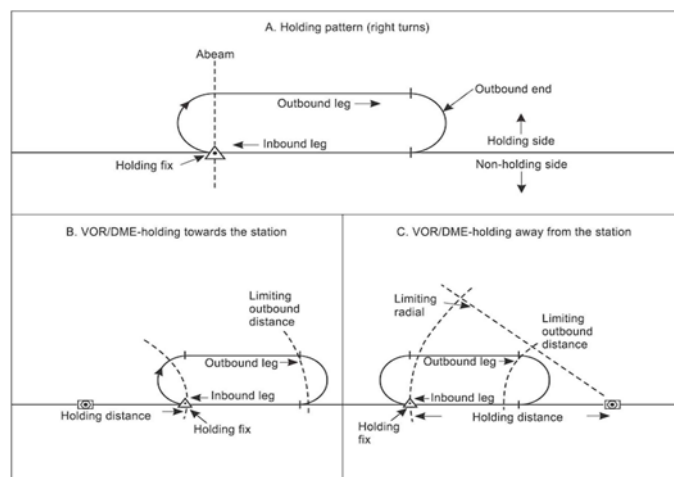 A. Holding pattern (right turns)
Abeam
Outbound leg
Outbound end
Holding side
Inbound leg
Holding fix
Non-holding side
B. VOR/DME-holding towards the station
Limiting
outbound
distance
Outbound leg
Inbound leg
Holding distance
Holding fix
C. VOR/DME-holding away from the station
Limiting
radial
Limiting
outbound
distance
Outbound leg
Inbound leg
Holding distance
Holding
fix